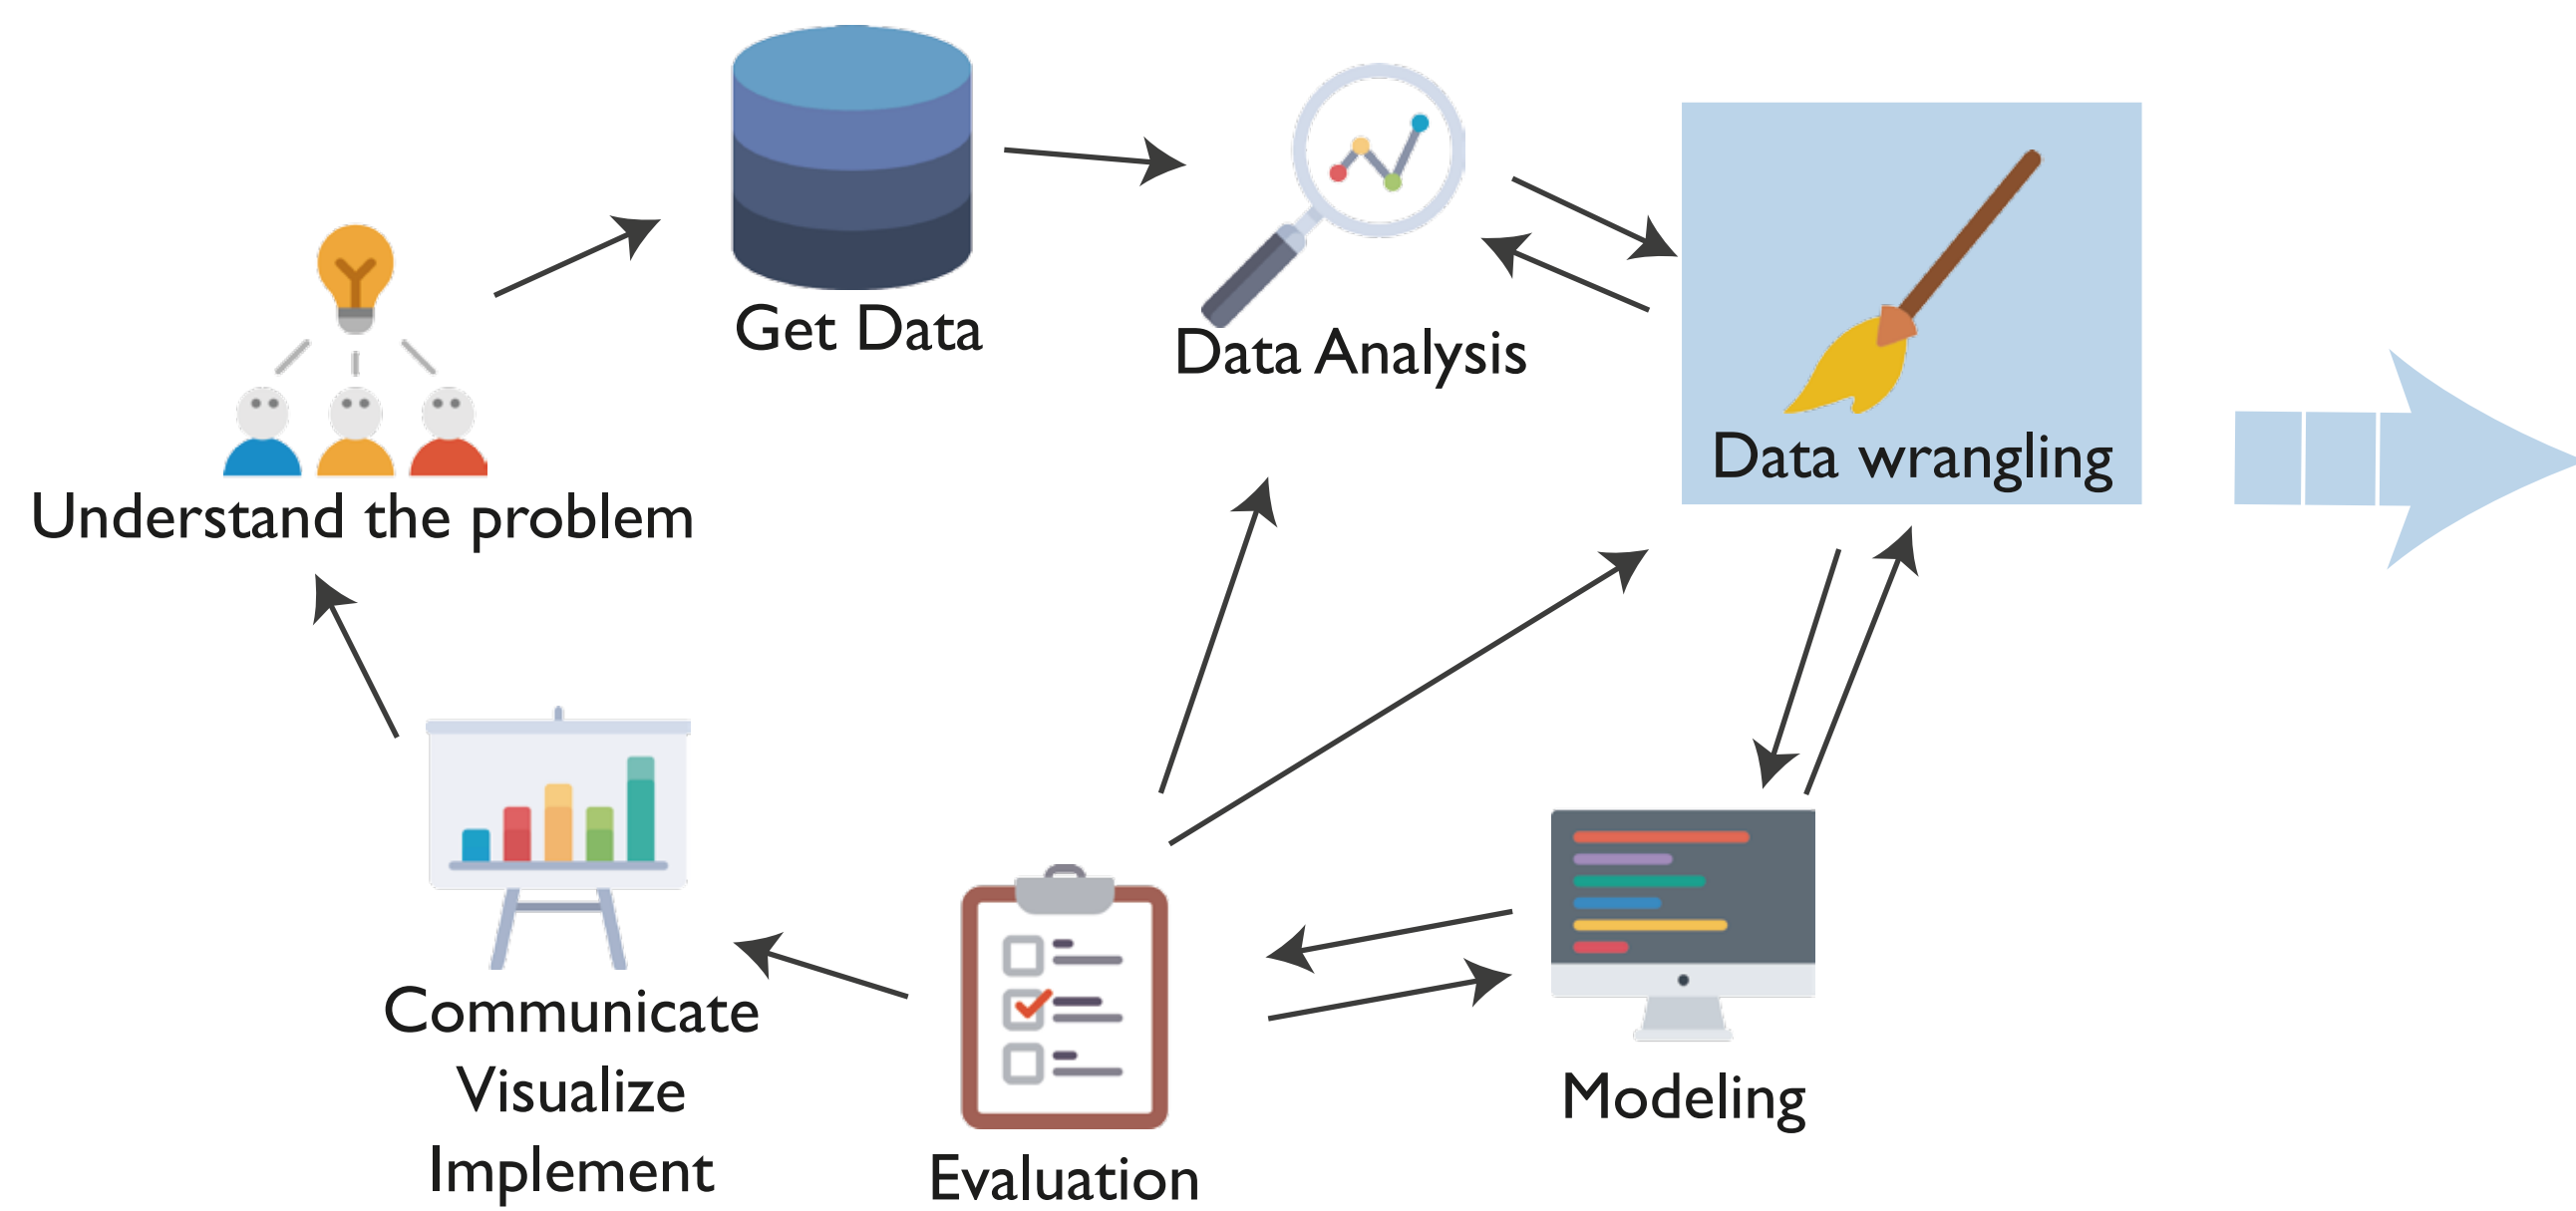 Get Data
Data Analysis
Data wrangling
Understand the problem
Communicate
Visualize
Implement
Evaluation
Modeling